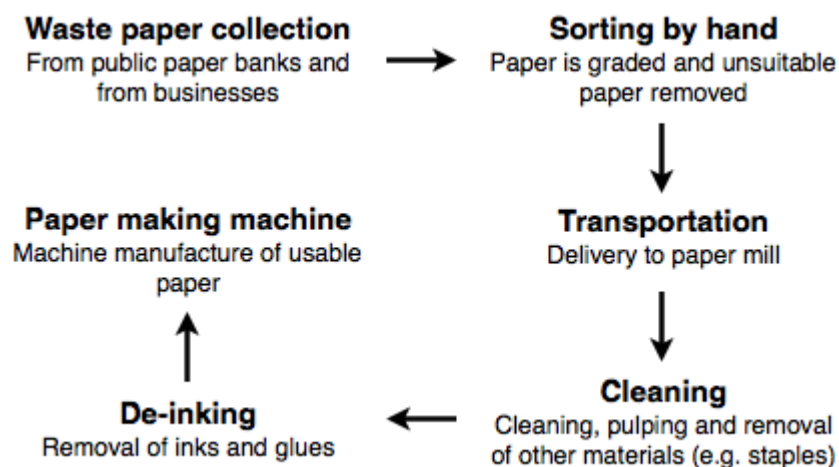 Waste paper collection
From public paper banks and
from businesses
Sorting by hand
Paper is graded and unsuitable
paper removed
Transportation
Delivery to paper mill
Cleaning
Cleaning, pulping and removal
of other materials (e.g. staples)
De-inking
Removal of inks and glues
Paper making machine
Machine manufacture of usable
paper